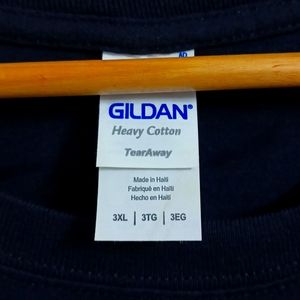 GILDAN®
Heavy Cotton
TearAway
Made in Haiti
Fabriqué en Haïti
Hecho en Haití
3XL | 3TG | 3EG